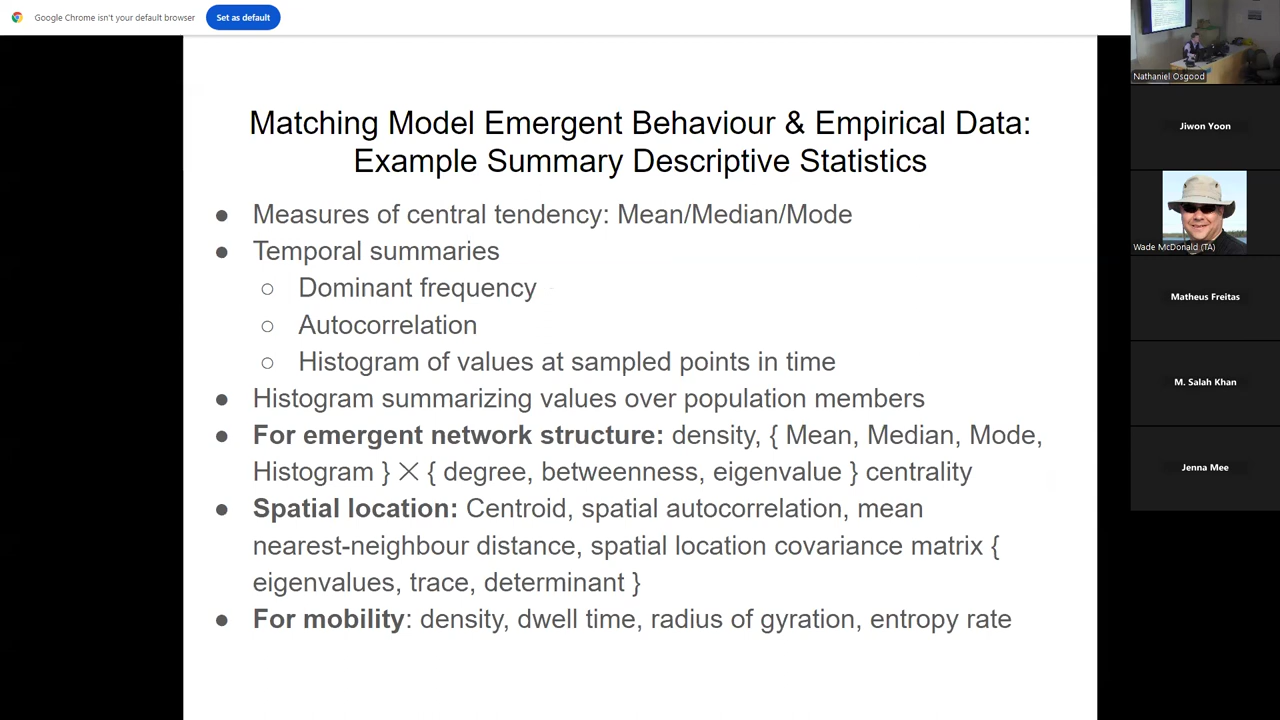 Google Chrome isn't your default browser
Set as default
Matching Model Emergent Behaviour & Empirical Data:
Example Summary Descriptive Statistics
● Measures of central tendency: Mean/Median/Mode
● Temporal summaries
○ Dominant frequency
○ Autocorrelation
○ Histogram of values at sampled points in time
● Histogram summarizing values over population members
● For emergent network structure: density, { Mean, Median, Mode,
Histogram } ✕ { degree, betweenness, eigenvalue } centrality
● Spatial location: Centroid, spatial autocorrelation, mean
nearest-neighbour distance, spatial location covariance matrix {
eigenvalues, trace, determinant }
● For mobility: density, dwell time, radius of gyration, entropy rate
Nathaniel Osgood
Jiwon Yoon
Wade McDonald (TA)
Matheus Freitas
M. Salah Khan
Jenna Mee